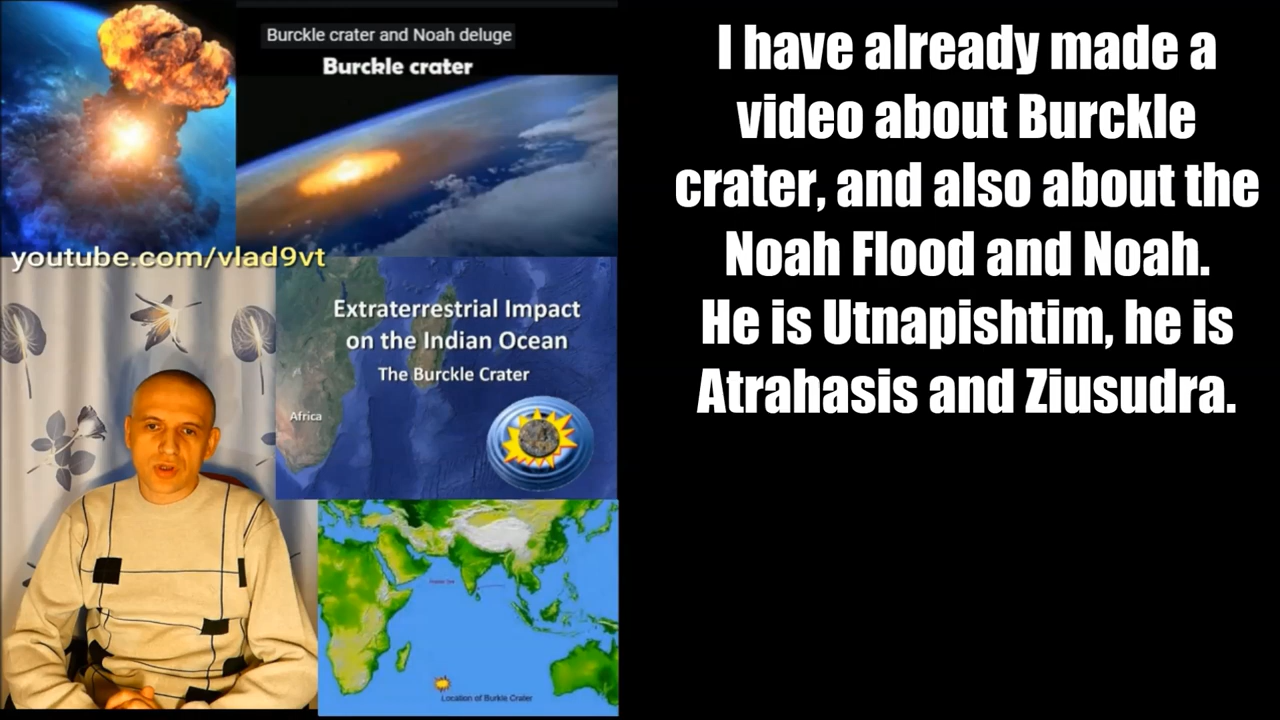 Burckle crater and Noah deluge
Burckle crater
youtube.com/vlad9vt
Extraterrestrial Impact
on the Indian Ocean
The Burckle Crater
Africa
Location of Burkle Crater
I have already made a
video about Burckle
crater, and also about the
Noah Flood and Noah.
He is Utnapishtim, he is
Atrahasis and Ziusudra.